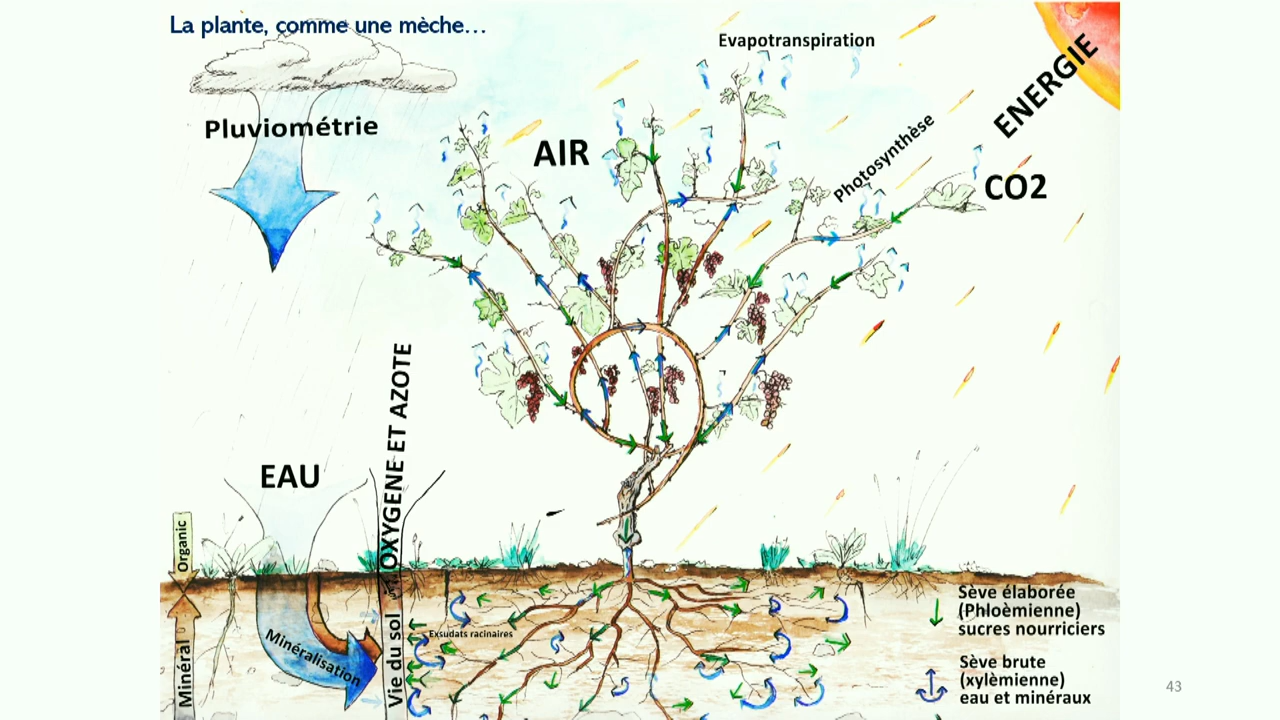 La plante, comme une mèche…
Evapotranspiration
ENERGIE
Pluviométrie
AIR
Photosynthèse
CO2
OXYGENE ET AZOTE
EAU
Organic
Minéral
Minéralisation
Vie du sol
Exsudats racinaires
Sève élaborée
(Phloèmienne)
sucres nourriciers
Sève brute
(xylèmienne)
eau et minéraux
43